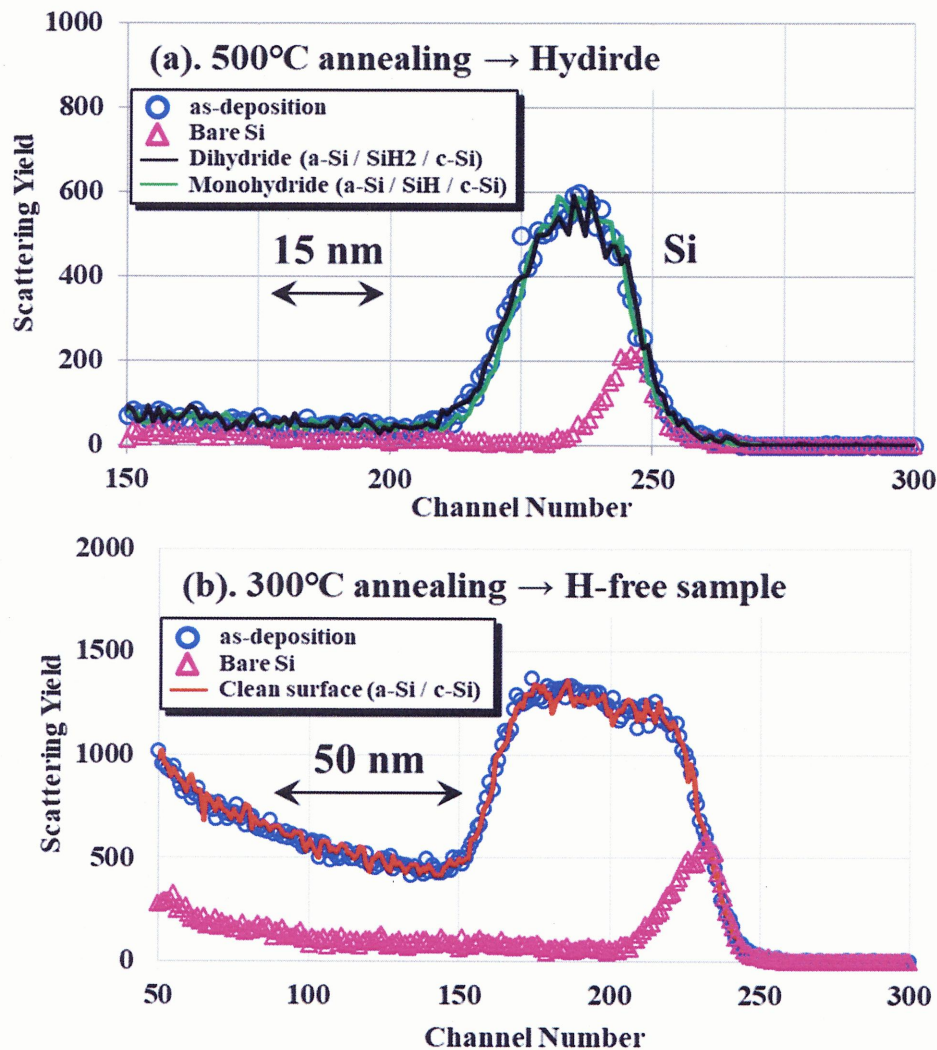 1000
(a). 500°C annealing → Hydirde
800
as-deposition
Bare Si
Dihydride (a-Si / SiH2 / c-Si)
Monohydride (a-Si / SiH / c-Si)
Scattering Yield
600
15 nm
Si
400
200
0
150
200
250
300
Channel Number
2000
(b). 300°C annealing → H-free sample
as-deposition
Bare Si
Clean surface (a-Si / c-Si)
Scattering Yield
1500
50 nm
1000
500
0
50
100
150
200
250
300
Channel Number